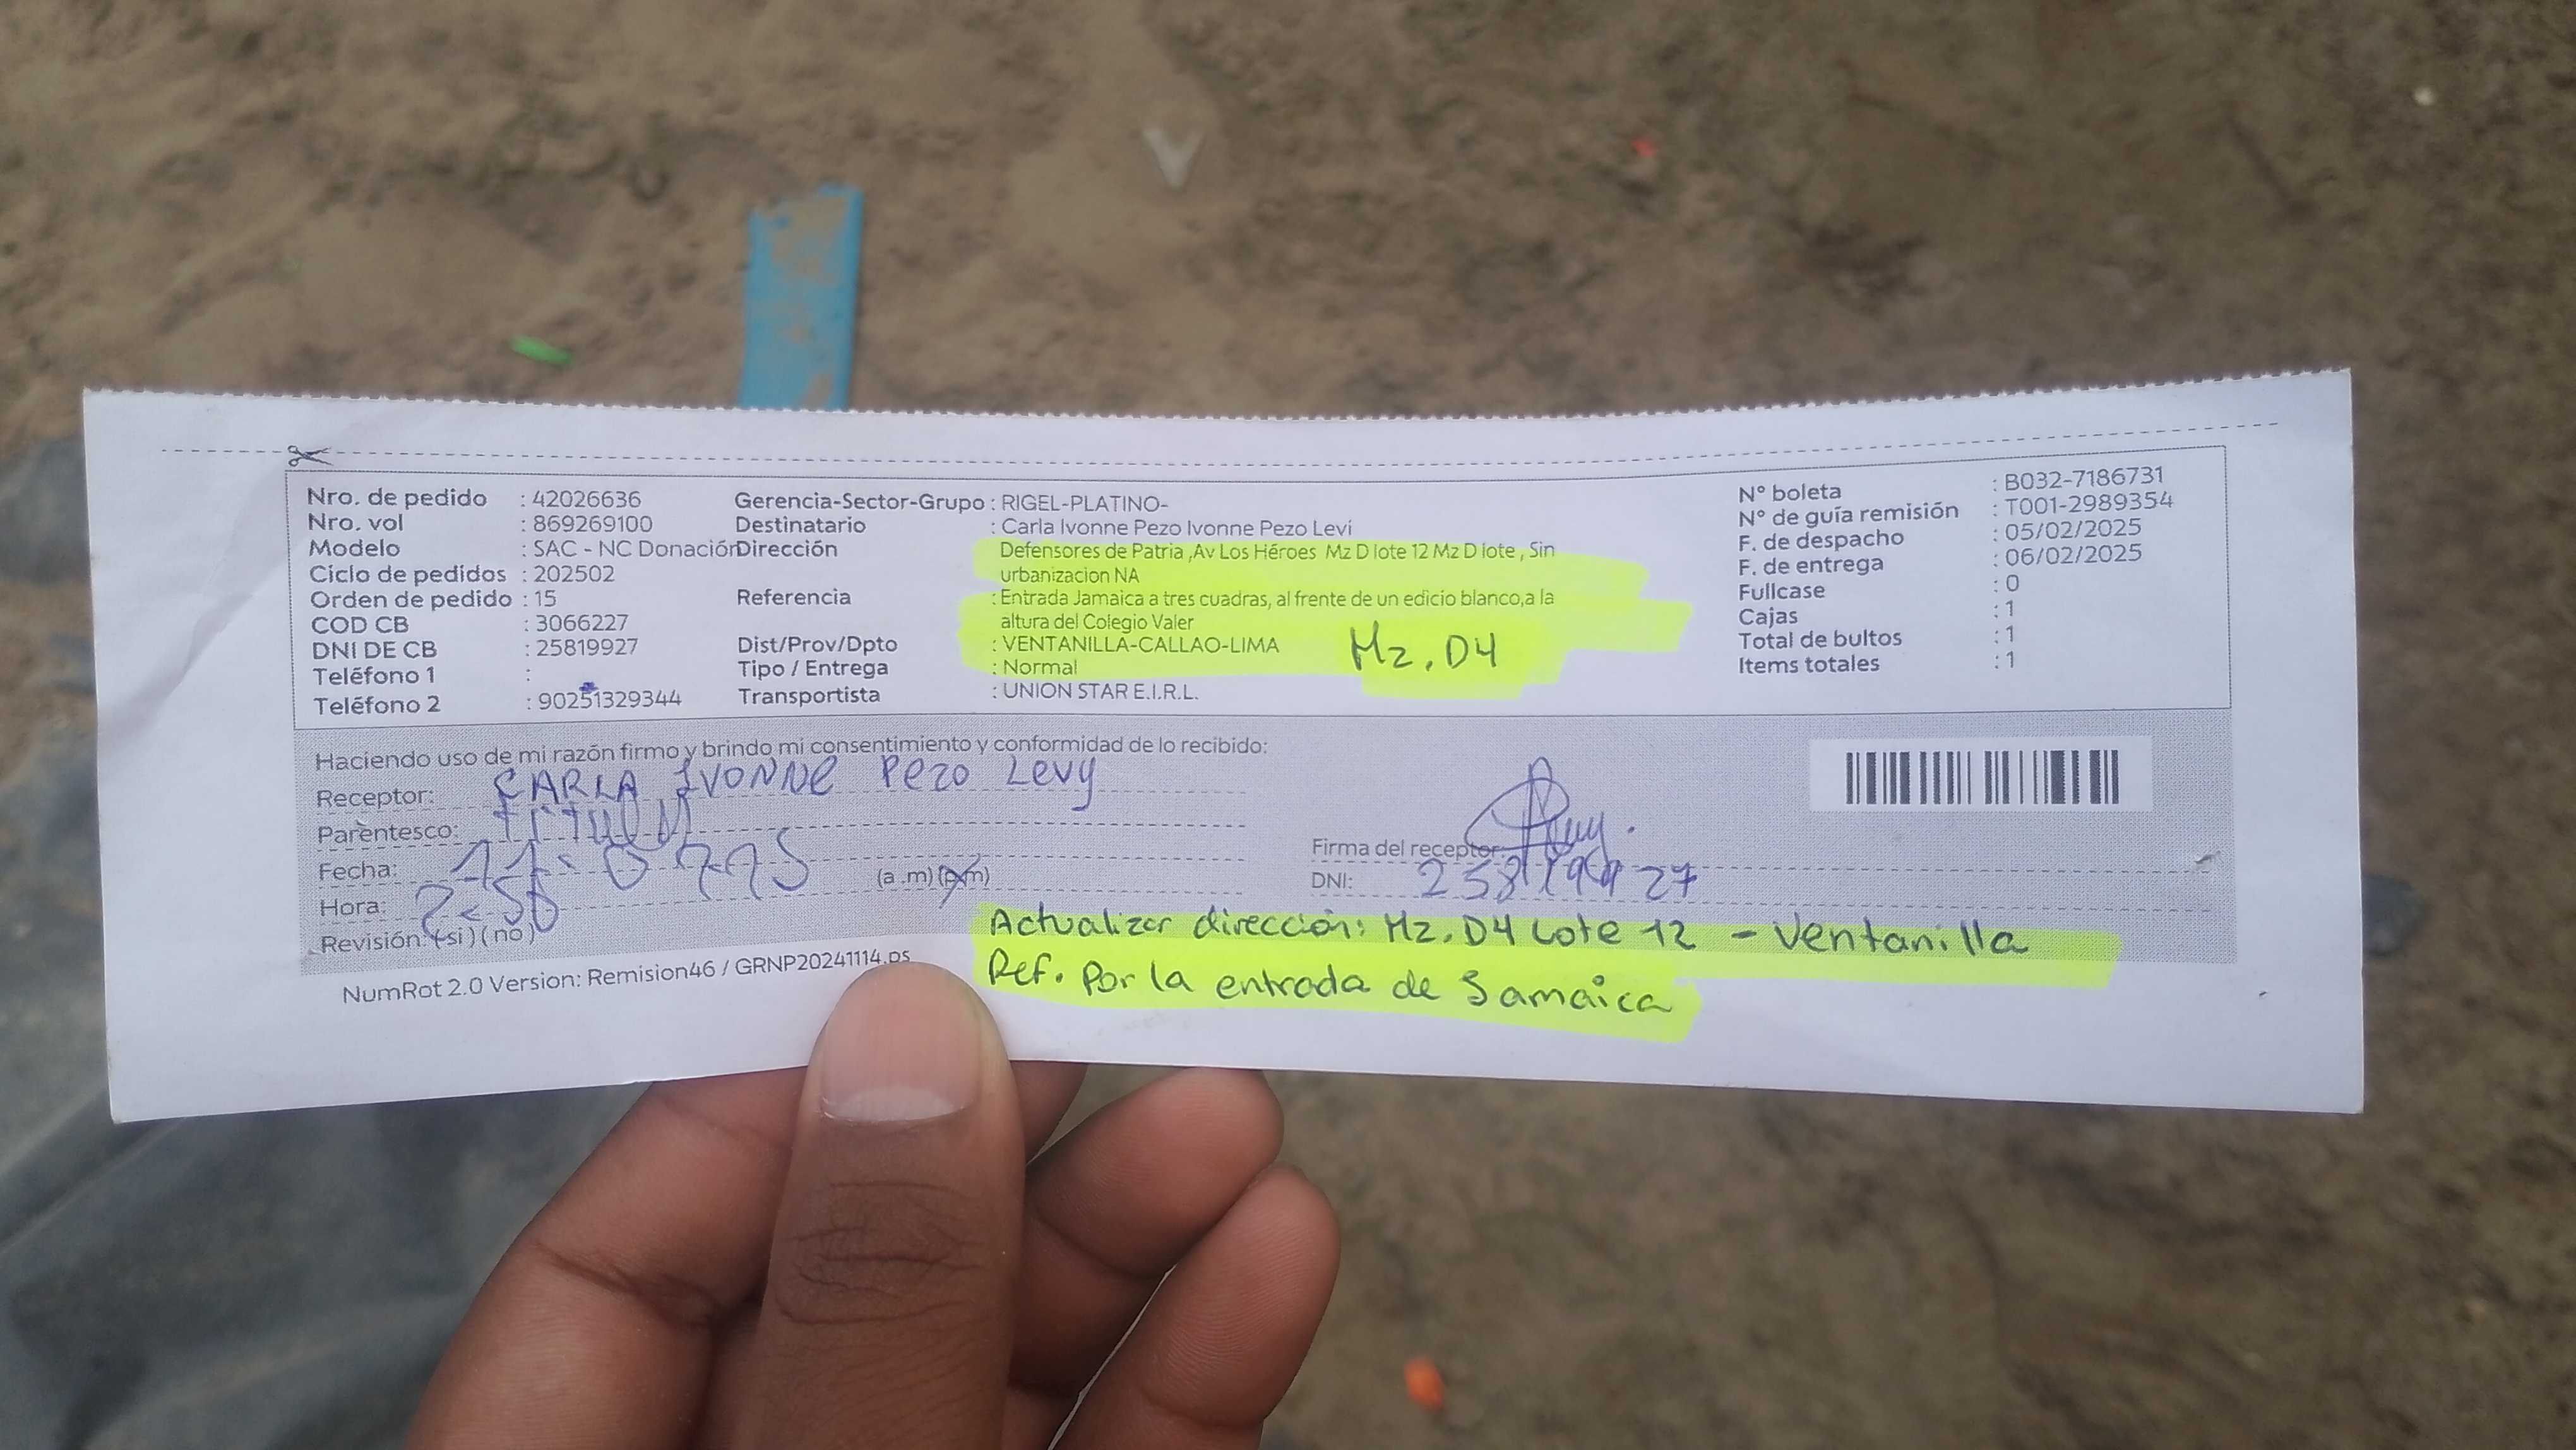 Nro. de pedido : 42026636
Nro. vol : 869269100
Modelo : SAC - NC Donación
Ciclo de pedidos : 202502
Orden de pedido : 15
COD CB : 3066227
DNI DE CB : 25819927
Teléfono 1 :
Teléfono 2 : 90251329344
Gerencia-Sector-Grupo : RIGEL-PLATINO-
Destinatario : Carla Ivonne Pezo Ivonne Pezo Levi
Dirección Defensores de Patria ,Av Los Héroes Mz D lote 12 Mz D lote , Sin
urbanizacion NA
Referencia : Entrada Jamaica a tres cuadras, al frente de un edicio blanco,a la
altura del Colegio Valer
Dist/Prov/Dpto : VENTANILLA-CALLAO-LIMA Mz. D4
Tipo / Entrega : Normal
Transportista : UNION STAR E.I.R.L.
N° boleta : B032-7186731
N° de guía remisión : T001-2989354
F. de despacho : 05/02/2025
F. de entrega : 06/02/2025
Fullcase : 0
Cajas : 1
Total de bultos : 1
Items totales : 1
Haciendo uso de mi razón firmo y brindo mi consentimiento y conformidad de lo recibido:
Receptor: CARLA IVONNE Pezo Levy
Parentesco:
Fecha:
Hora: (a .m) (p.m)
Revisión: (si ) ( no )
Firma del receptor
DNI:
Actualizar dirección: Mz. D4 Lote 12 - Ventanilla
Ref. Por la entrada de Jamaica
NumRot 2.0 Version: Remision46 / GRNP20241114.ps